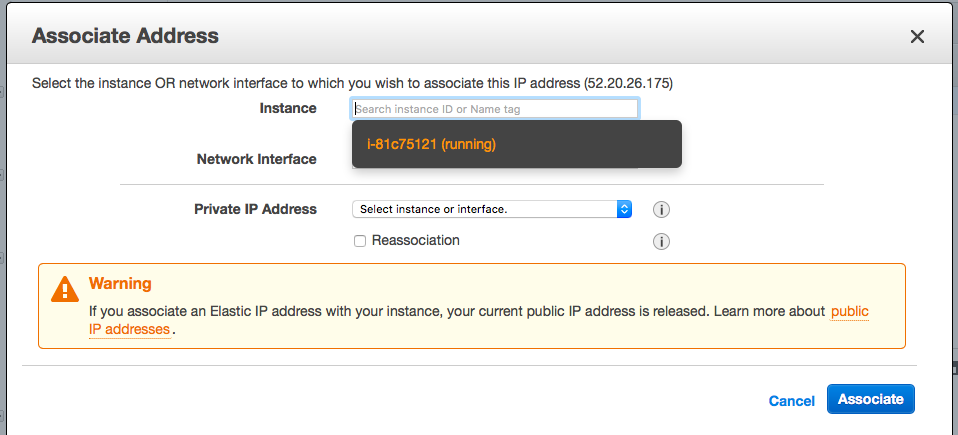 Associate Address
Select the instance OR network interface to which you wish to associate this IP address (52.20.26.175)
Instance
Search instance ID or Name tag
i-81c75121 (running)
Network Interface
Private IP Address
Select instance or interface.
Reassociation
Warning
If you associate an Elastic IP address with your instance, your current public IP address is released. Learn more about public
IP addresses.
Cancel
Associate